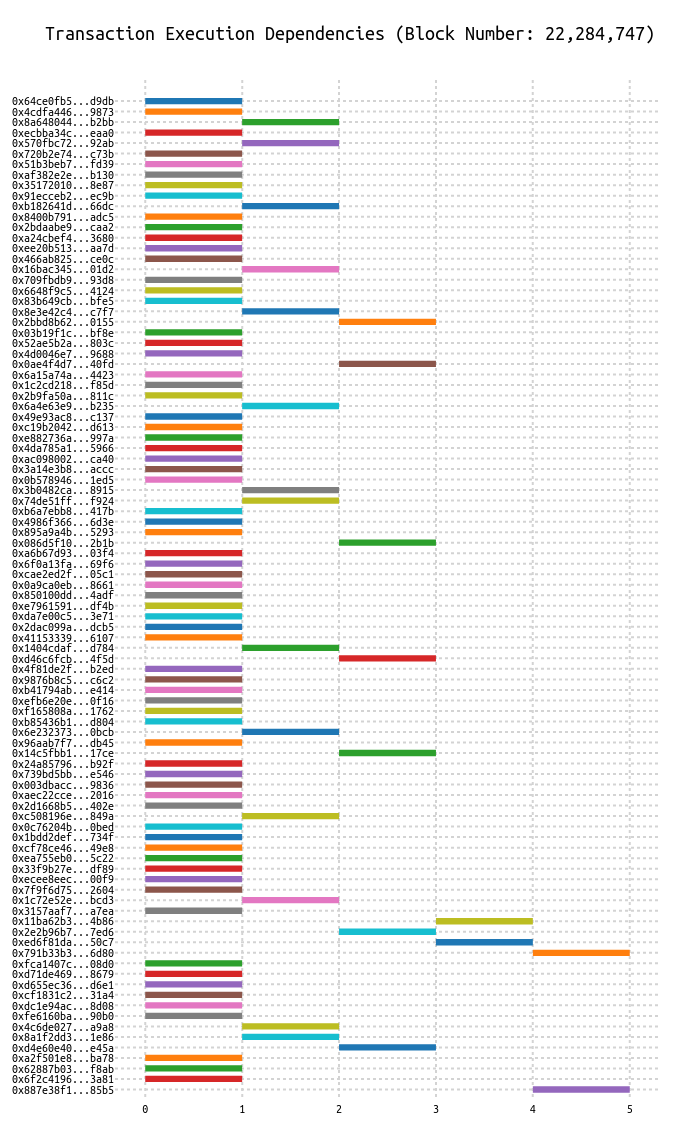 Transaction Execution Dependencies (Block Number: 22,284,747)
0x64ce0fb5...d9db
0x4cdfa446...9873
0x8a648044...b2bb
0xecbba34c...eaa0
0x570fbc72...92ab
0x720b2e74...c73b
0x51b3beb7...fd39
0xaf382e2e...b130
0x35172010...8e87
0x91ecceb2...ec9b
0xb182641d...66dc
0x8400b791...adc5
0x2bdaabe9...caa2
0xa24cbef4...3680
0xee20b513...aa7d
0x466ab825...ce0c
0x16bac345...01d2
0x709fbdb9...93d8
0x6648f9c5...4124
0x83b649cb...bfe5
0x8e3e42c4...c7f7
0x2bbd8b62...0155
0x03b19f1c...bf8e
0x52ae5b2a...803c
0x4d0046e7...9688
0x0ae4f4d7...40fd
0x6a15a74a...4423
0x1c2cd218...f85d
0x2b9fa50a...811c
0x6a4e63e9...b235
0x49e93ac8...c137
0xc19b2042...d613
0xe882736a...997a
0x4da785a1...5966
0xac098002...ca40
0x3a14e3b8...accc
0x0b578946...1ed5
0x3b0482ca...8915
0x74de51ff...f924
0xb6a7ebb8...417b
0x4986f366...6d3e
0x895a9a4b...5293
0x086d5f10...2b1b
0xa6b67d93...03f4
0x6f0a13fa...69f6
0xcae2ed2f...05c1
0x0a9ca0eb...8661
0x850100dd...4adf
0xe7961591...df4b
0xda7e00c5...3e71
0x2dac099a...dcb5
0x41153339...6107
0x1404cdaf...d784
0xd46c6fcb...4f5d
0x4f81de2f...b2ed
0x9876b8c5...c6c2
0xb41794ab...e414
0xefb6e20e...0f16
0xf165808a...1762
0xb85436b1...d804
0x6e232373...0bcb
0x96aab7f7...db45
0x14c5fbb1...17ce
0x24a85796...b92f
0x739bd5bb...e546
0x003dbacc...9836
0xaec22cce...2016
0x2d1668b5...402e
0xc508196e...849a
0x0c76204b...0bed
0x1bdd2def...734f
0xcf78ce46...49e8
0xea755eb0...5c22
0x33f9b27e...df89
0xecee8eec...00f9
0x7f9f6d75...2604
0x1c72e52e...bcd3
0x3157aaf7...a7ea
0x11ba62b3...4b86
0x2e2b96b7...7ed6
0xed6f81da...50c7
0x791b33b3...6d80
0xfca1407c...08d0
0xd71de469...8679
0xd655ec36...d6e1
0xcf1831c2...31a4
0xdc1e94ac...8d08
0xfe6160ba...90b0
0x4c6de027...a9a8
0x8a1f2dd3...1e86
0xd4e60e40...e45a
0xa2f501e8...ba78
0x62887b03...f8ab
0x6f2c4196...3a81
0x887e38f1...85b5
0 1 2 3 4 5